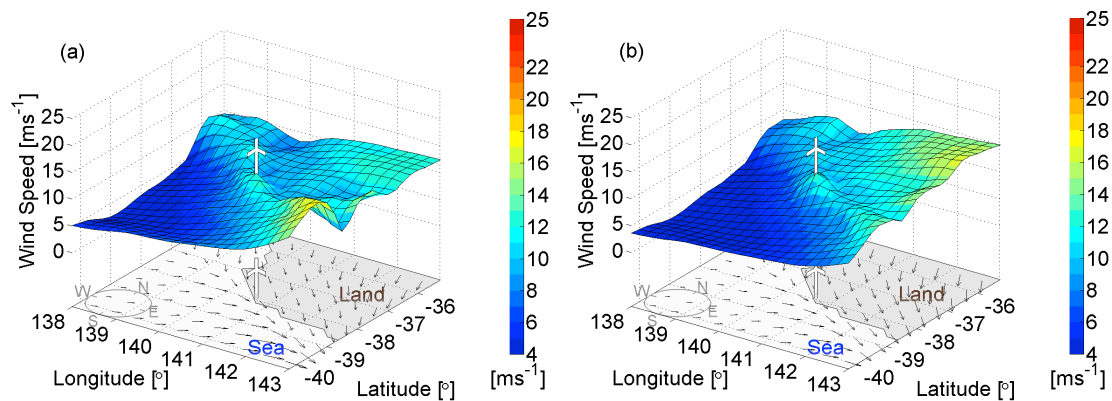 (a)
Wind Speed [ms⁻¹]
25
20
15
10
5
0
W
N
S
E
Land
Sea
138
139
140
141
142
143
Longitude [°]
-40
-39
-38
-37
-36
Latitude [°]
25
22
20
18
16
14
12
10
8
6
4
[ms⁻¹]
(b)
Wind Speed [ms⁻¹]
25
20
15
10
5
0
W
N
S
E
Land
Sea
138
139
140
141
142
143
Longitude [°]
-40
-39
-38
-37
-36
Latitude [°]
25
22
20
18
16
14
12
10
8
6
4
[ms⁻¹]